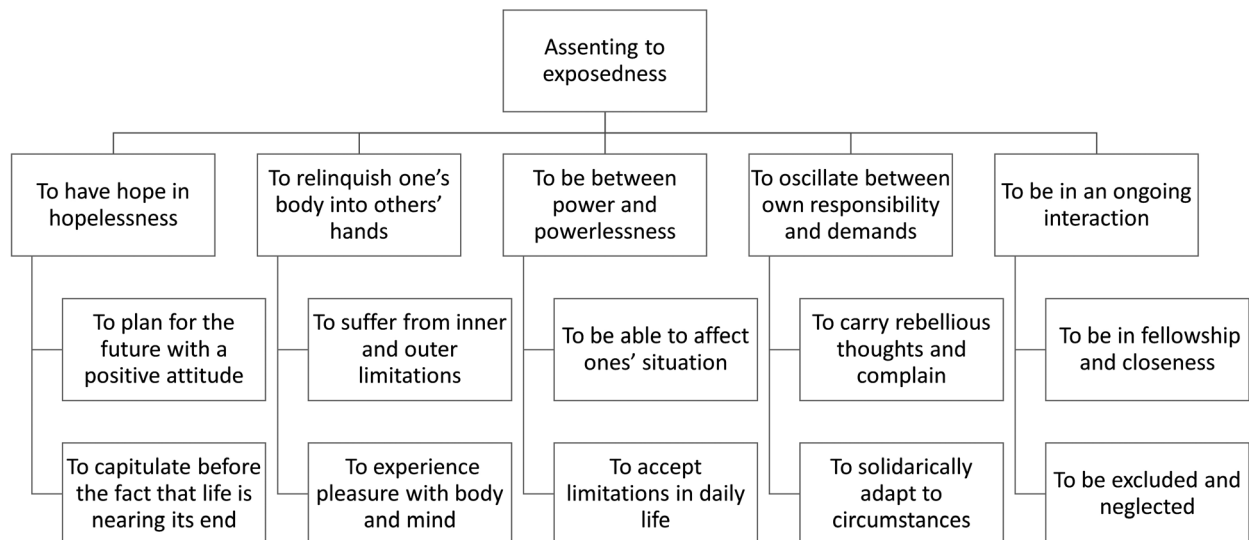 Assenting to
exposedness
To have hope in
hopelessness
To relinquish one's
body into others'
hands
To be between
power and
powerlessness
To oscillate between
own responsibility
and demands
To be in an ongoing
interaction
To plan for the
future with a
positive attitude
To suffer from inner
and outer
limitations
To be able to affect
ones' situation
To carry rebellious
thoughts and
complain
To be in fellowship
and closeness
To capitulate before
the fact that life is
nearing its end
To experience
pleasure with body
and mind
To accept
limitations in daily
life
To solidarically
adapt to
circumstances
To be excluded and
neglected